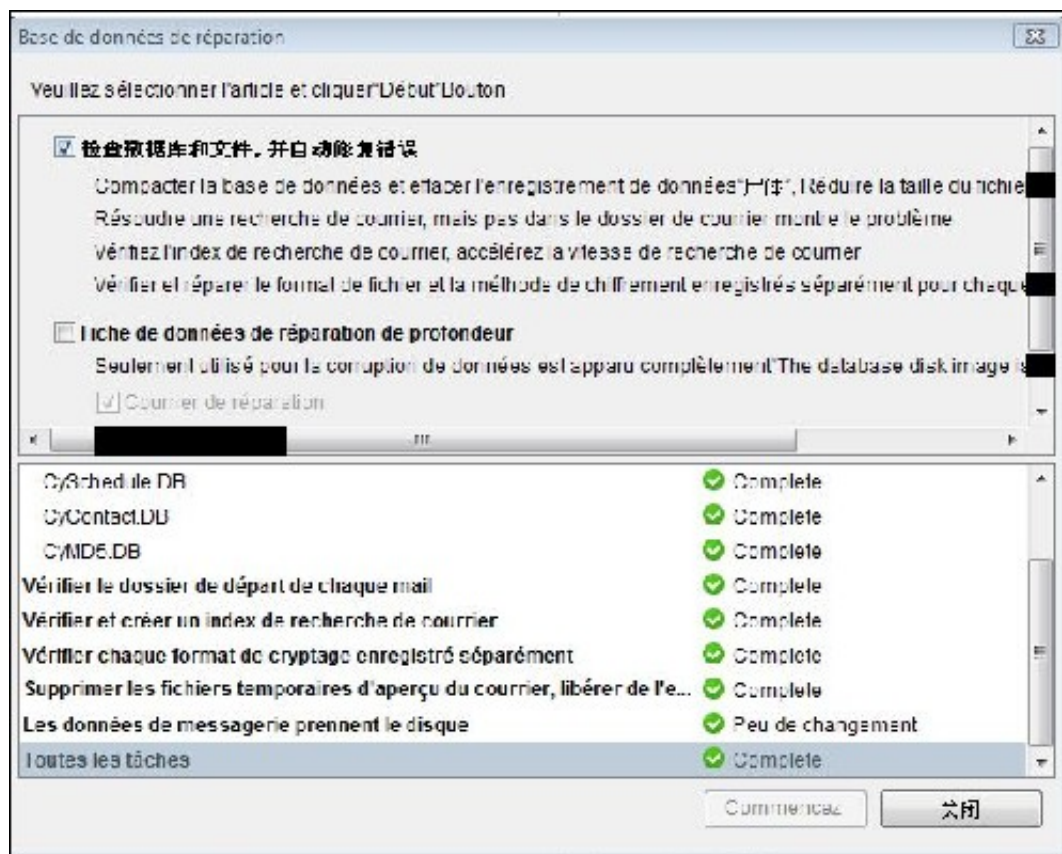 Base de données de réparation
Veuillez sélectionner l'article et cliquer"Début"Bouton
检查数据库和文件，并自动修复错误
Compacter la base de données et effacer l'enregistrement de données", Réduire la taille du fichie
Résoudre une recherche de courrier, mais pas dans le dossier de courrier montre le problème
Vérifiez l'index de recherche de courrier, accélérez la vitesse de recherche de courrier
Vérifier et réparer le format de fichier et la méthode de chiffrement enregistrés séparément pour chaque
Fiche de données de réparation de profondeur
Seulement utilisé pour la corruption de données est apparu complètement"The database disk image is
Courrier de réparation
CySchedule.DB Complete
CyContact.DB Complete
CyMD5.DB Complete
Vérifier le dossier de départ de chaque mail Complete
Vérifier et créer un index de recherche de courrier Complete
Vérifier chaque format de cryptage enregistré séparément Complete
Supprimer les fichiers temporaires d'aperçu du courrier, libérer de l'e... Complete
Les données de messagerie prennent le disque Peu de changement
Toutes les tâches Complete
Commencez 关闭